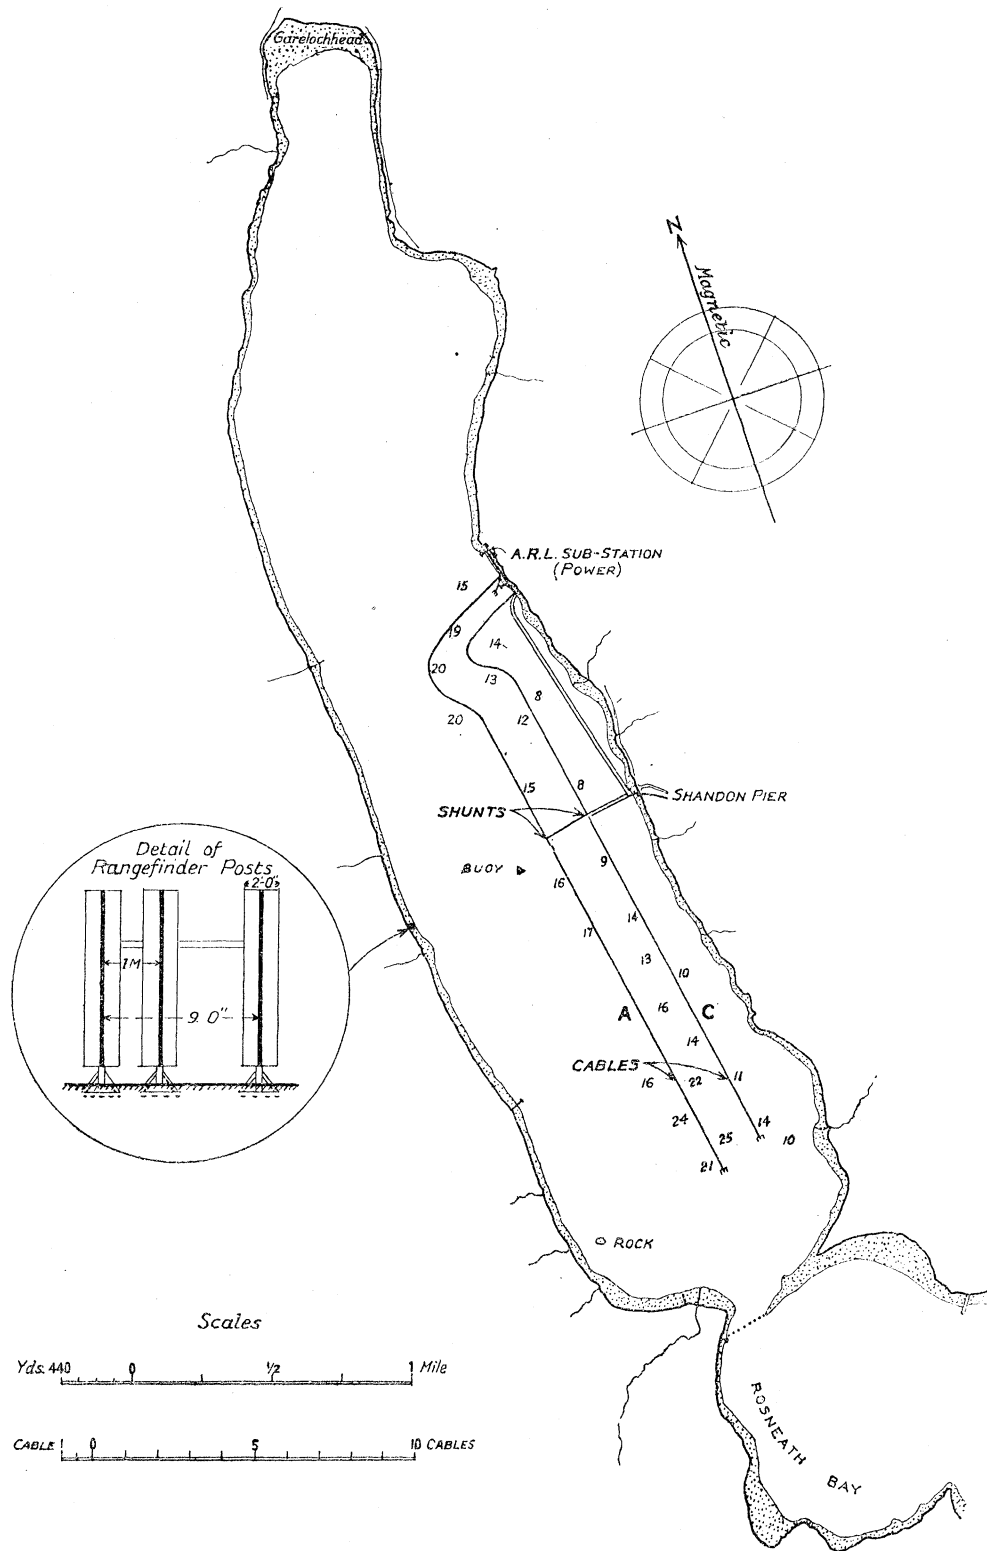 Garelochhead
N
Magnetic
A.R.L. SUB-STATION
(POWER)
15
19
14
20
13
8
20
12
15
8
SHANDON PIER
SHUNTS
9
BUOY
16
Detail of
Rangefinder Posts
2'-0"
14
17
13
10
1M
16
9' 0"
A
C
14
CABLES
16
22
11
24
14
25
10
21
ROCK
Scales
Yds. 440 0 1/2 1 Mile
CABLE 1 0 5 10 CABLES
ROSNEATH BAY